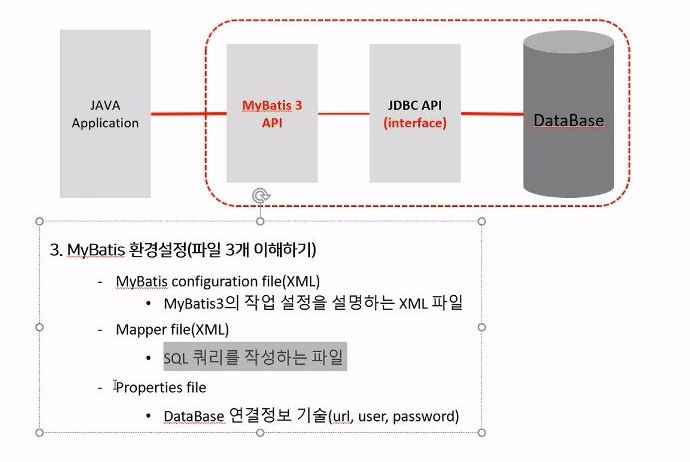 JAVA
Application
MyBatis 3
API
JDBC API
(interface)
DataBase
3. MyBatis 환경설정(파일 3개 이해하기)
- MyBatis configuration file(XML)
• MyBatis3의 작업 설정을 설명하는 XML 파일
- Mapper file(XML)
• SQL 쿼리를 작성하는 파일
- Properties file
• DataBase 연결정보 기술(url, user, password)